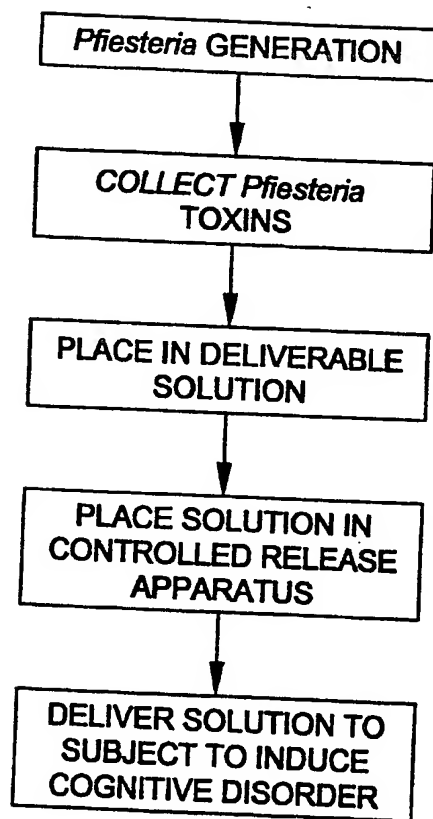 Pfiesteria GENERATION
COLLECT Pfiesteria
TOXINS
PLACE IN DELIVERABLE
SOLUTION
PLACE SOLUTION IN
CONTROLLED RELEASE
APPARATUS
DELIVER SOLUTION TO
SUBJECT TO INDUCE
COGNITIVE DISORDER